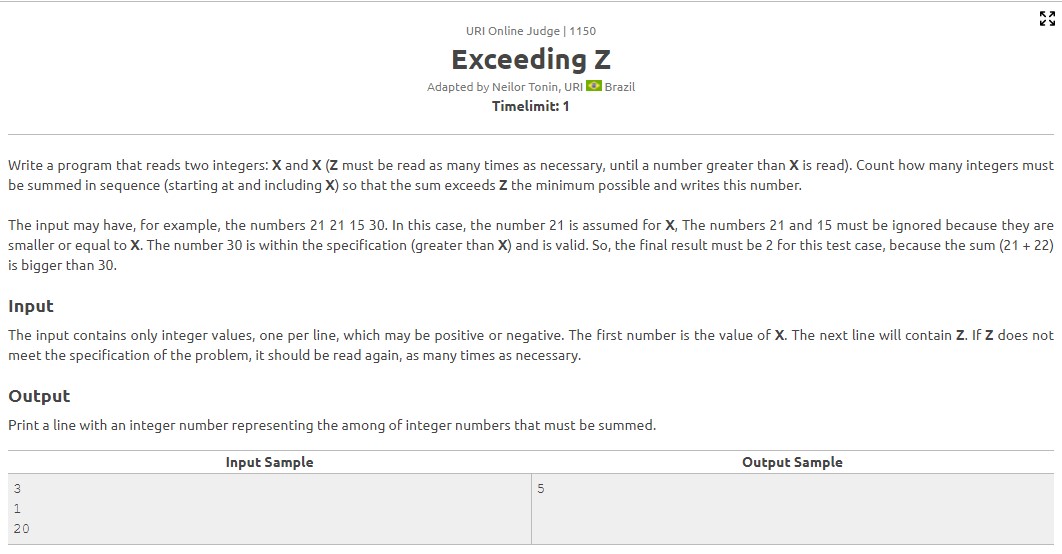 URI Online Judge | 1150
Exceeding Z
Adapted by Neilor Tonin, URI Brazil
Timelimit: 1
Write a program that reads two integers: X and X (Z must be read as many times as necessary, until a number greater than X is read). Count how many integers must
be summed in sequence (starting at and including X) so that the sum exceeds Z the minimum possible and writes this number.
The input may have, for example, the numbers 21 21 15 30. In this case, the number 21 is assumed for X, The numbers 21 and 15 must be ignored because they are
smaller or equal to X. The number 30 is within the specification (greater than X) and is valid. So, the final result must be 2 for this test case, because the sum (21 + 22)
is bigger than 30.
Input
The input contains only integer values, one per line, which may be positive or negative. The first number is the value of X. The next line will contain Z. If Z does not
meet the specification of the problem, it should be read again, as many times as necessary.
Output
Print a line with an integer number representing the among of integer numbers that must be summed.
Input Sample Output Sample
3 5
1
20